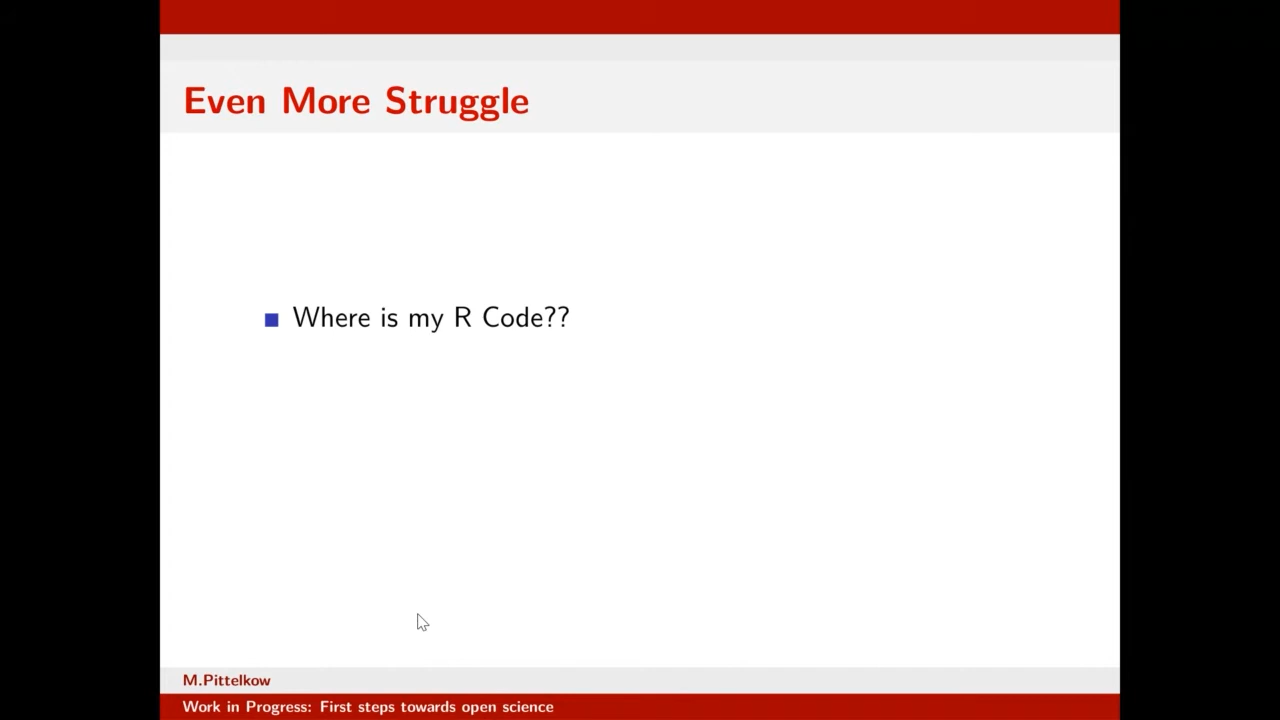 Even More Struggle
Where is my R Code??
M.Pittelkow
Work in Progress: First steps towards open science